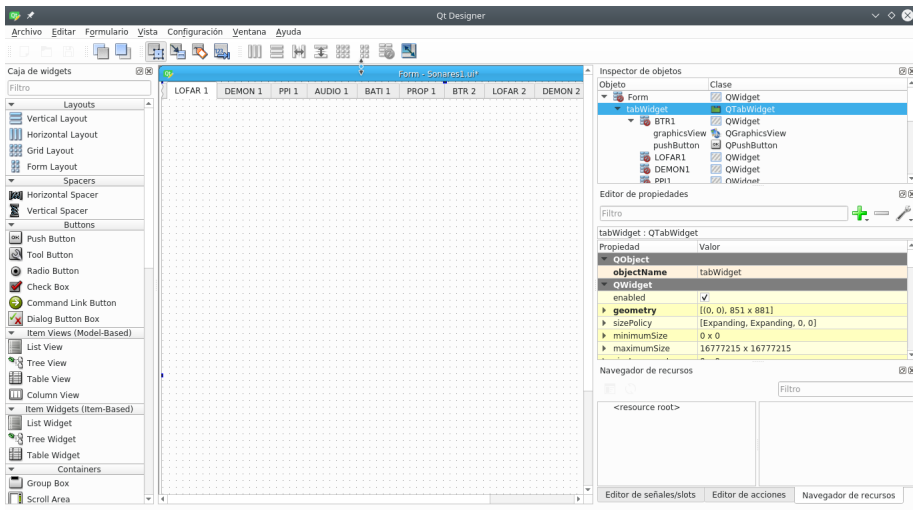 Qt Designer
Archivo Editar Formulario Vista Configuración Ventana Ayuda
Caja de widgets
Filtro
Layouts
Vertical Layout
Horizontal Layout
Grid Layout
Form Layout
Spacers
Horizontal Spacer
Vertical Spacer
Buttons
Push Button
Tool Button
Radio Button
Check Box
Command Link Button
Dialog Button Box
Item Views (Model-Based)
List View
Tree View
Table View
Column View
Item Widgets (Item-Based)
List Widget
Tree Widget
Table Widget
Containers
Group Box
Scroll Area
Form - Sonares1.ui*
LOFAR 1 DEMON 1 PPI 1 AUDIO 1 BATI 1 PROP 1 BTR 2 LOFAR 2 DEMON 2
Inspector de objetos
Objeto Clase
Form QWidget
tabWidget QTabWidget
BTR1 QWidget
graphicsView QGraphicsView
pushButton QPushButton
LOFAR1 QWidget
DEMON1 QWidget
PPI1 QWidget
Editor de propiedades
Filtro
tabWidget : QTabWidget
Propiedad Valor
QObject
objectName tabWidget
QWidget
enabled
geometry [(0, 0), 851 x 881]
sizePolicy [Expanding, Expanding, 0, 0]
minimumSize 0 x 0
maximumSize 16777215 x 16777215
Navegador de recursos
Filtro
<resource root>
Editor de señales/slots Editor de acciones Navegador de recursos